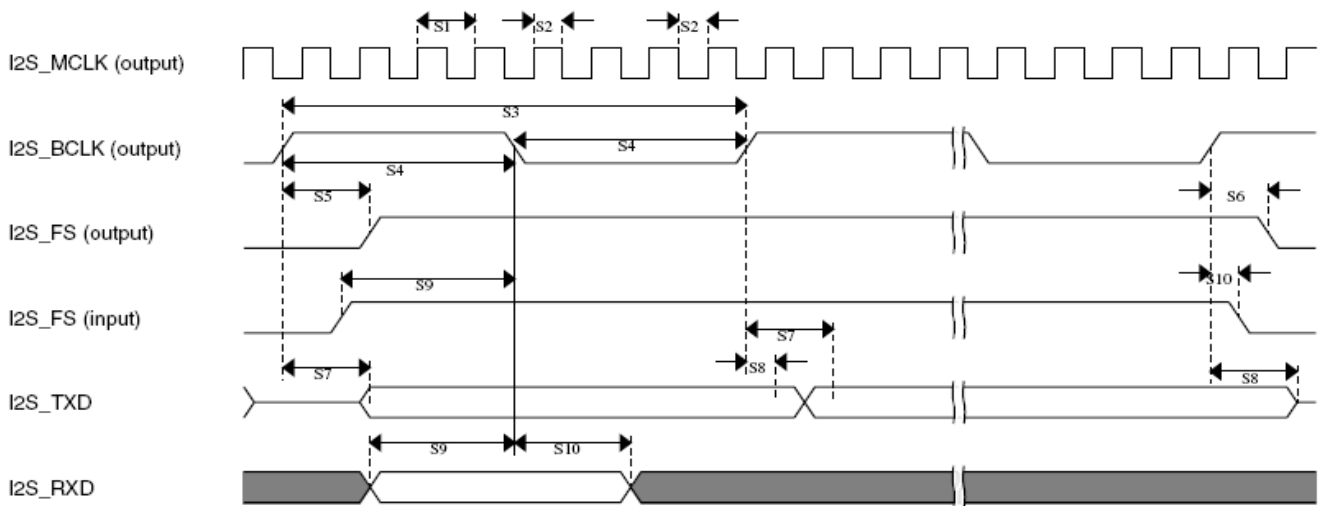 S1 S2 S2
I2S_MCLK (output)
S3
I2S_BCLK (output) S4
S4
S5 S6
I2S_FS (output)
S9 S10
I2S_FS (input)
S7
S8
S7 S8
I2S_TXD
S9 S10
I2S_RXD